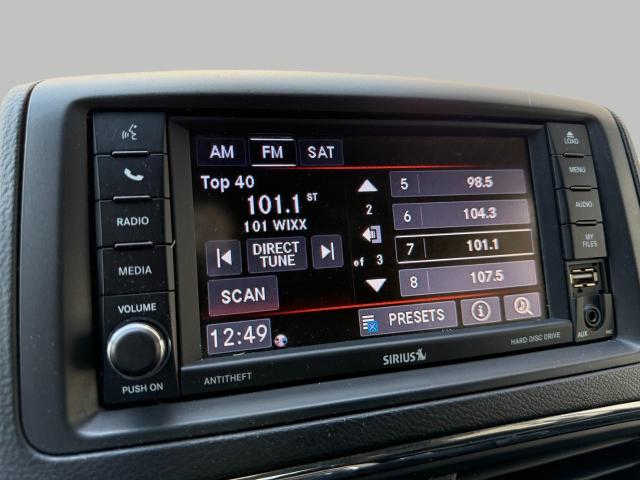 AM FM SAT
Top 40
101.1 ST
101 WIXX
DIRECT
TUNE
SCAN
12:49
2
of 3
5 98.5
6 104.3
7 101.1
8 107.5
PRESETS
RADIO
MEDIA
VOLUME
PUSH ON
LOAD
MENU
AUDIO
MY
FILES
AUX
ANTITHEFT
SIRIUS
HARD DISC DRIVE